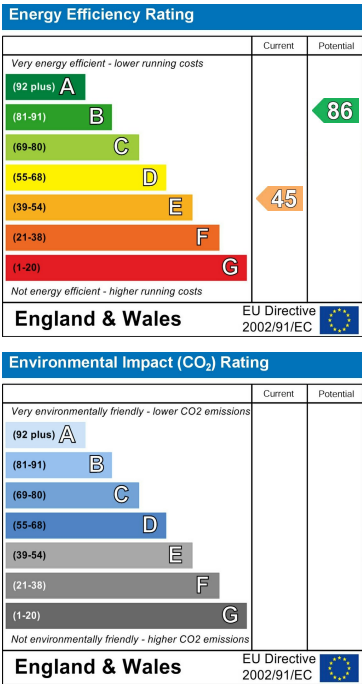 Energy Efficiency Rating
Current Potential
Very energy efficient - lower running costs
(92 plus) A
(81-91) B
86
(69-80) C
(55-68) D
(39-54) E
45
(21-38) F
(1-20) G
Not energy efficient - higher running costs
England & Wales
EU Directive
2002/91/EC
Environmental Impact (CO₂) Rating
Current Potential
Very environmentally friendly - lower CO2 emissions
(92 plus) A
(81-91) B
(69-80) C
(55-68) D
(39-54) E
(21-38) F
(1-20) G
Not environmentally friendly - higher CO2 emissions
England & Wales
EU Directive
2002/91/EC